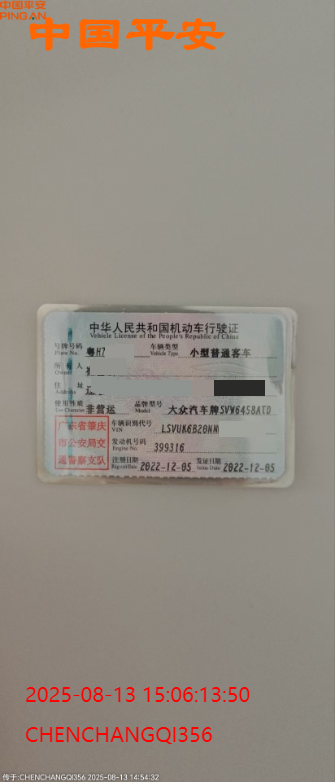 中国平安
PING AN
中国平安
中华人民共和国机动车行驶证
Vehicle License of the People's Republic of China
号牌号码 粤H7 车辆类型 小型普通客车
Plate No. Vehicle Type
人
住 址
使用性质 非营运 品牌型号 大众汽车牌SVW6458ATD
Use Character Model
广东省肇庆 车辆识别代号 LSVUK6B20NN
市公安局交 VIN
发动机号码 399316
Engine No.
通警察支队 注册日期 2022-12-05 发证日期 2022-12-05
Register Date Issue Date
2025-08-13 15:06:13:50
CHENCHANGQI356
传于:CHENCHANGQI356 2025-08-13 14:54:32